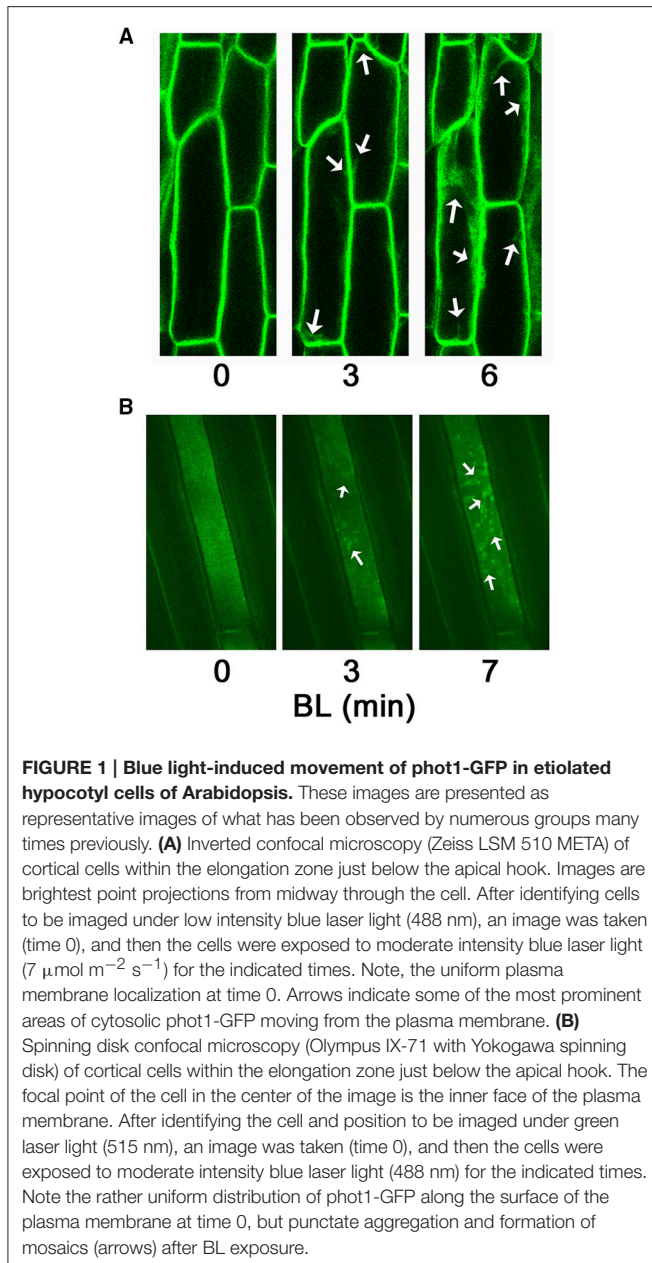 A
0 3 6
B
0 3 7
BL (min)
FIGURE 1 | Blue light-induced movement of phot1-GFP in etiolated
hypocotyl cells of Arabidopsis. These images are presented as
representative images of what has been observed by numerous groups many
times previously. (A) Inverted confocal microscopy (Zeiss LSM 510 META) of
cortical cells within the elongation zone just below the apical hook. Images are
brightest point projections from midway through the cell. After identifying cells
to be imaged under low intensity blue laser light (488 nm), an image was taken
(time 0), and then the cells were exposed to moderate intensity blue laser light
(7 μmol m−2 s−1) for the indicated times. Note, the uniform plasma
membrane localization at time 0. Arrows indicate some of the most prominent
areas of cytosolic phot1-GFP moving from the plasma membrane. (B)
Spinning disk confocal microscopy (Olympus IX-71 with Yokogawa spinning
disk) of cortical cells within the elongation zone just below the apical hook. The
focal point of the cell in the center of the image is the inner face of the plasma
membrane. After identifying the cell and position to be imaged under green
laser light (515 nm), an image was taken (time 0), and then the cells were
exposed to moderate intensity blue laser light (488 nm) for the indicated times.
Note the rather uniform distribution of phot1-GFP along the surface of the
plasma membrane at time 0, but punctate aggregation and formation of
mosaics (arrows) after BL exposure.